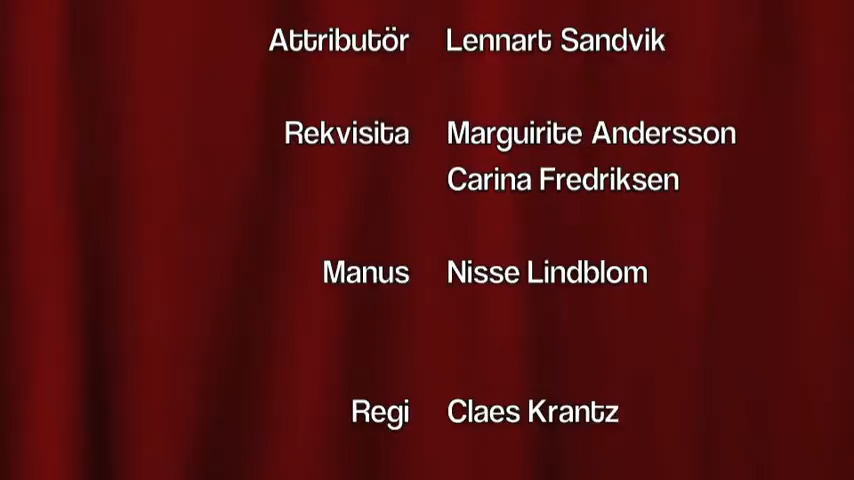 Attributör Lennart Sandvik
Rekvisita Marguirite Andersson
Carina Fredriksen
Manus Nisse Lindblom
Regi Claes Krantz